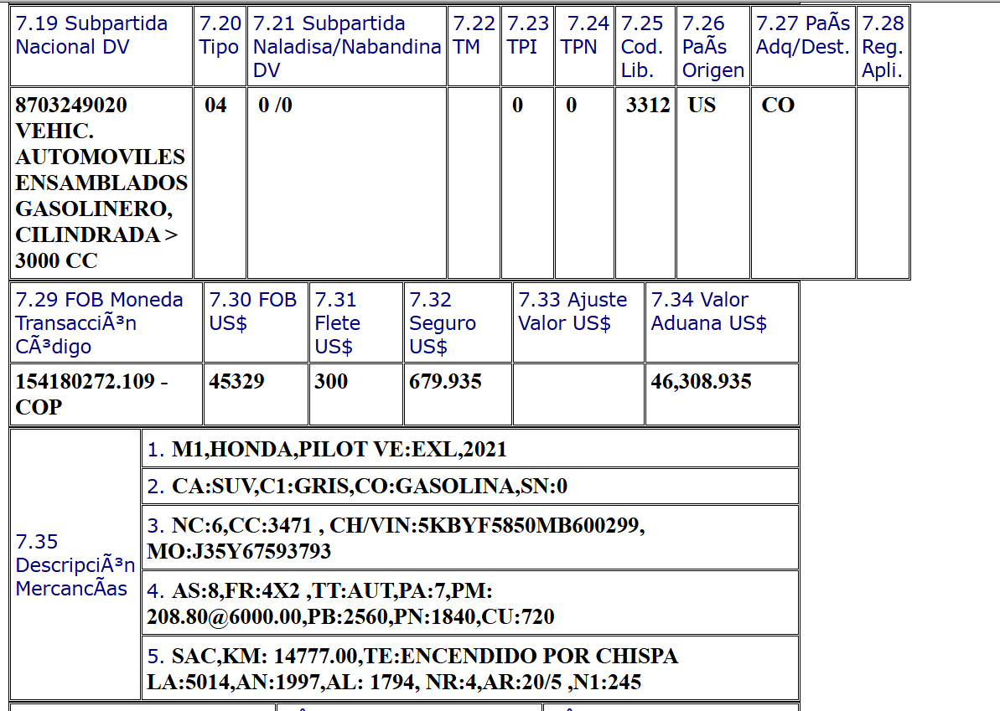 7.19 Subpartida Nacional DV
7.20 Tipo
7.21 Subpartida Naladisa/Nabandina DV
7.22 TM
7.23 TPI
7.24 TPN
7.25 Cod. Lib.
7.26 PaÃs Origen
7.27 PaÃs Adq/Dest.
7.28 Reg. Apli.
8703249020
VEHIC.
AUTOMOVILES
ENSAMBLADOS
GASOLINERO,
CILINDRADA >
3000 CC
04
0 /0
0
0
3312
US
CO
7.29 FOB Moneda
TransacciÃ³n
CÃ³digo
7.30 FOB US$
7.31 Flete US$
7.32 Seguro US$
7.33 Ajuste Valor US$
7.34 Valor Aduana US$
154180272.109 -
COP
45329
300
679.935
46,308.935
7.35
DescripciÃ³n
MercancÃas
1. M1,HONDA,PILOT VE:EXL,2021
2. CA:SUV,C1:GRIS,CO:GASOLINA,SN:0
3. NC:6,CC:3471 , CH/VIN:5KBYF5850MB600299,
MO:J35Y67593793
4. AS:8,FR:4X2 ,TT:AUT,PA:7,PM:
208.80@6000.00,PB:2560,PN:1840,CU:720
5. SAC,KM: 14777.00,TE:ENCENDIDO POR CHISPA
LA:5014,AN:1997,AL: 1794, NR:4,AR:20/5 ,N1:245